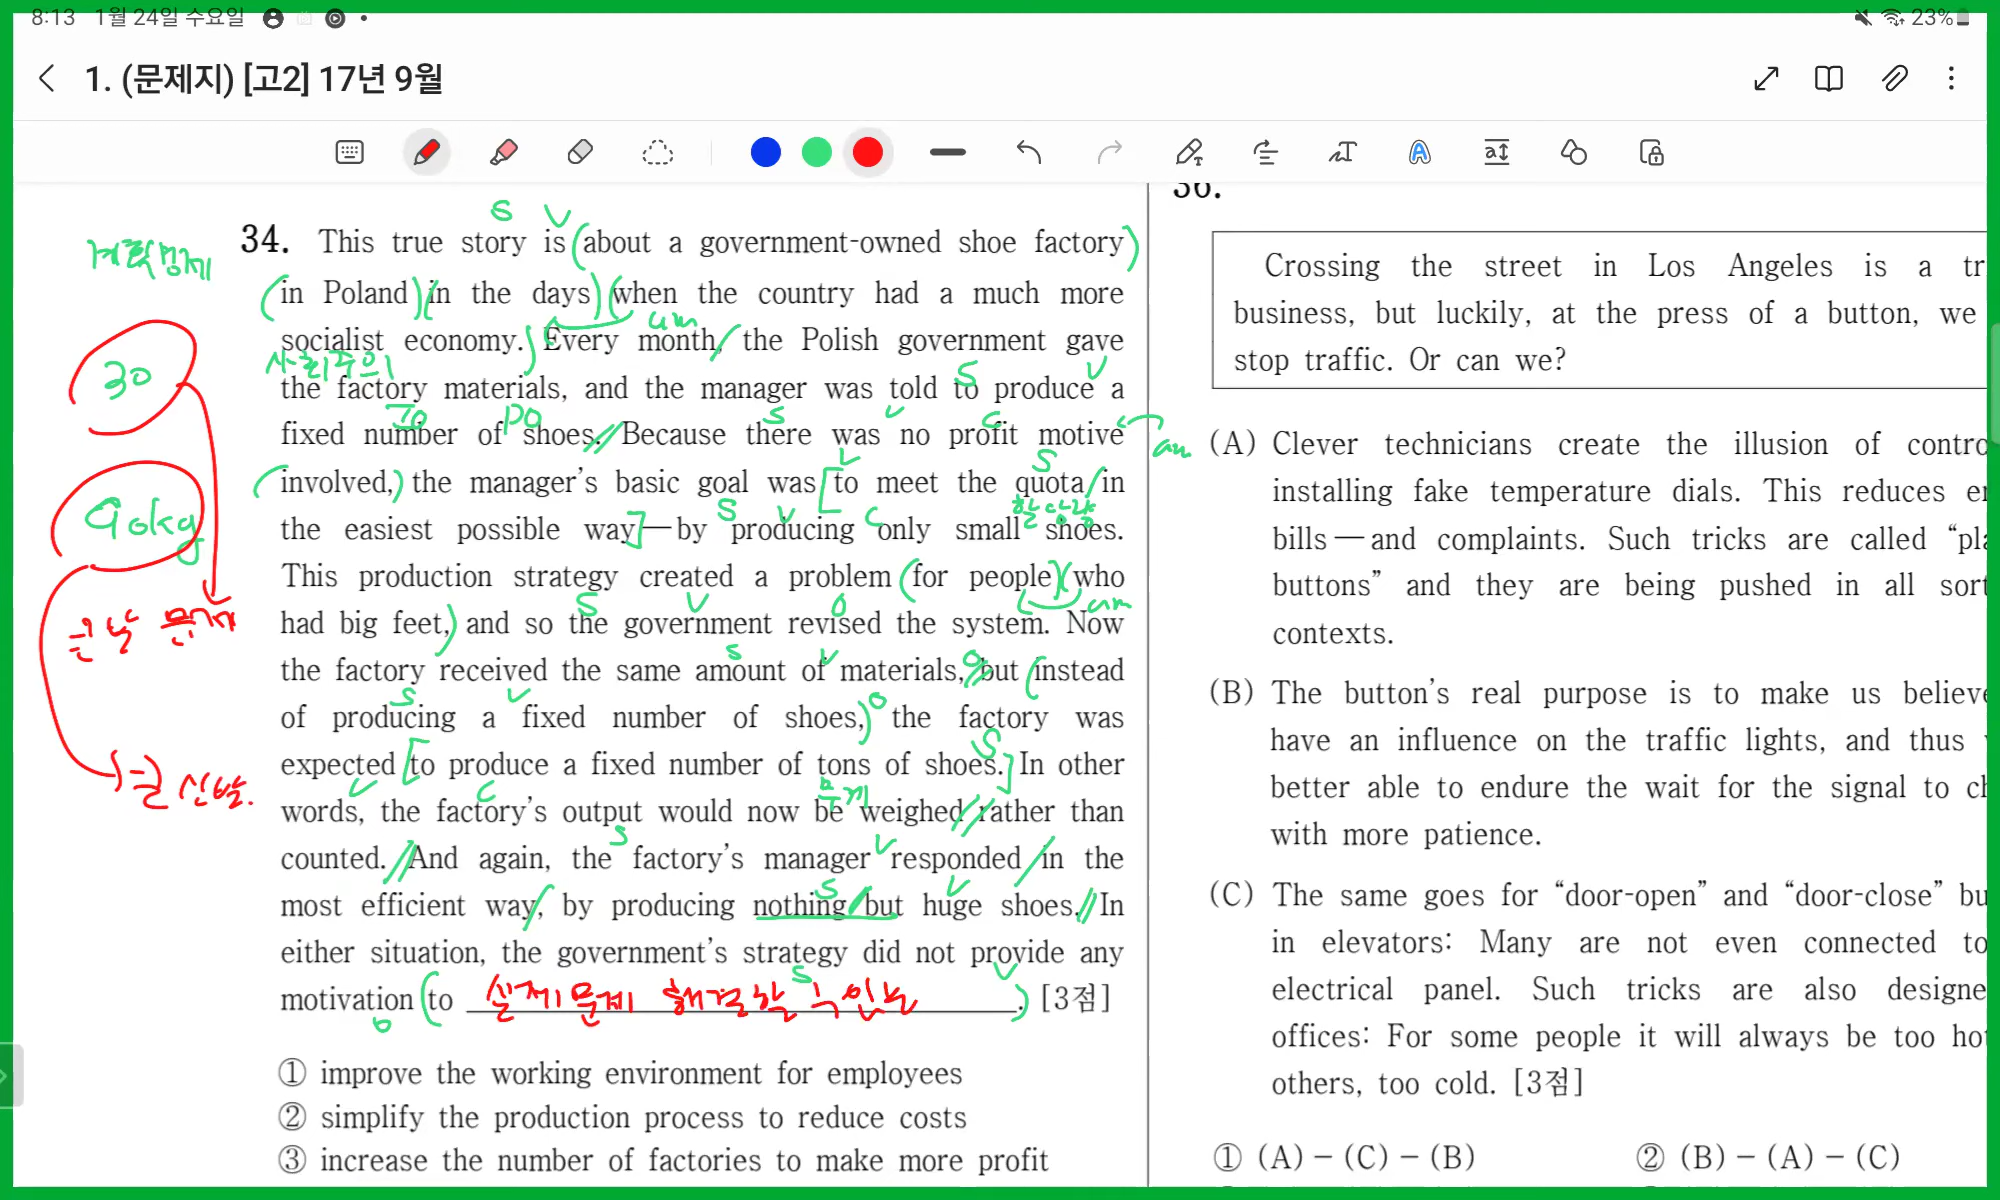 8:13 1월 24일 수요일
23%
1. (문제지) [고2] 17년 9월
S V
계획경제
34. This true story is (about a government-owned shoe factory)
(in Poland) (in the days) (when the country had a much more
socialist economy.) Every month, / the Polish government gave
사회주의
30
the factory materials, and the manager was told to produce a
IO DO S V C
fixed number of shoes. // Because there was no profit motive
(involved,) the manager's basic goal was [to meet the quota / in
할당량
90kg
the easiest possible way] — by producing only small shoes.
This production strategy created a problem (for people) (who
큰 발 문제
had big feet,) and so the government revised the system. Now
the factory received the same amount of materials, // but (instead
of producing a fixed number of shoes,) the factory was
expected [to produce a fixed number of tons of shoes.] In other
큰 신발.
무게
words, the factory's output would now be weighed // rather than
counted. // And again, the factory's manager responded / in the
most efficient way, / by producing nothing / but huge shoes. // In
either situation, the government's strategy did not provide any
motivation (to 실제 문제 해결할 ). [3점]
① improve the working environment for employees
② simplify the production process to reduce costs
③ increase the number of factories to make more profit
36.
Crossing the street in Los Angeles is a tr
business, but luckily, at the press of a button, we
stop traffic. Or can we?
(A) Clever technicians create the illusion of contro
installing fake temperature dials. This reduces e
bills — and complaints. Such tricks are called “pla
buttons” and they are being pushed in all sort
contexts.
(B) The button's real purpose is to make us believe
have an influence on the traffic lights, and thus
better able to endure the wait for the signal to c
with more patience.
(C) The same goes for “door-open” and “door-close” bu
in elevators: Many are not even connected to
electrical panel. Such tricks are also designe
offices: For some people it will always be too ho
others, too cold. [3점]
① (A) − (C) − (B) ② (B) − (A) − (C)